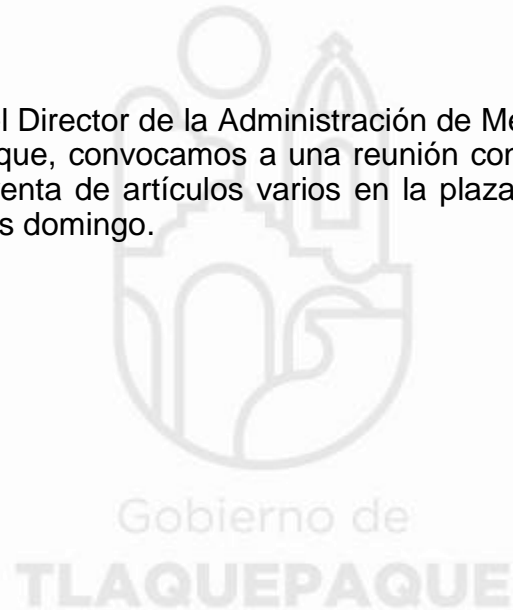 l Director de la Administración de Me
que, convocamos a una reunión con
enta de artículos varios en la plaza
s domingo.
Gobierno de
TLAQUEPAQUE